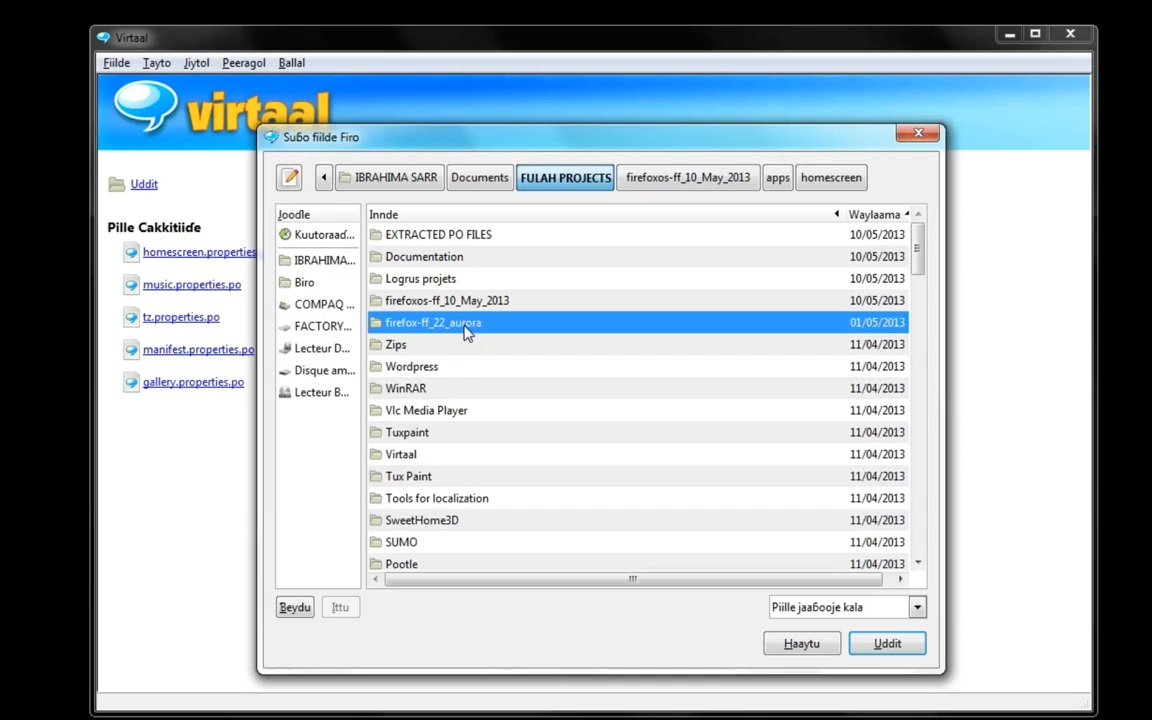 Virtaal
Fiilde Tayto Jiytol Peeragol Ballal
virtaal
Suɓo fiilde Firo
Uddit
IBRAHIMA SARR Documents FULAH PROJECTS firefoxos-ff_10_May_2013 apps homescreen
Pille Cakkitiiɗe
homescreen.properties
music.properties.po
tz.properties.po
manifest.properties.po
gallery.properties.po
Joɗɗe
Kuutoraad...
IBRAHIMA...
Biro
COMPAQ ...
FACTORY...
Lecteur D...
Disque am...
Lecteur B...
Innde Waylaama
EXTRACTED PO FILES 10/05/2013
Documentation 10/05/2013
Logrus projets 10/05/2013
firefoxos-ff_10_May_2013 10/05/2013
firefox-ff_22_aurora 01/05/2013
Zips 11/04/2013
Wordpress 11/04/2013
WinRAR 11/04/2013
Vlc Media Player 11/04/2013
Tuxpaint 11/04/2013
Virtaal 11/04/2013
Tux Paint 11/04/2013
Tools for localization 11/04/2013
SweetHome3D 11/04/2013
SUMO 11/04/2013
Pootle 11/04/2013
Beydu Ittu
Piille jaaɓooje kala
Haaytu Uddit